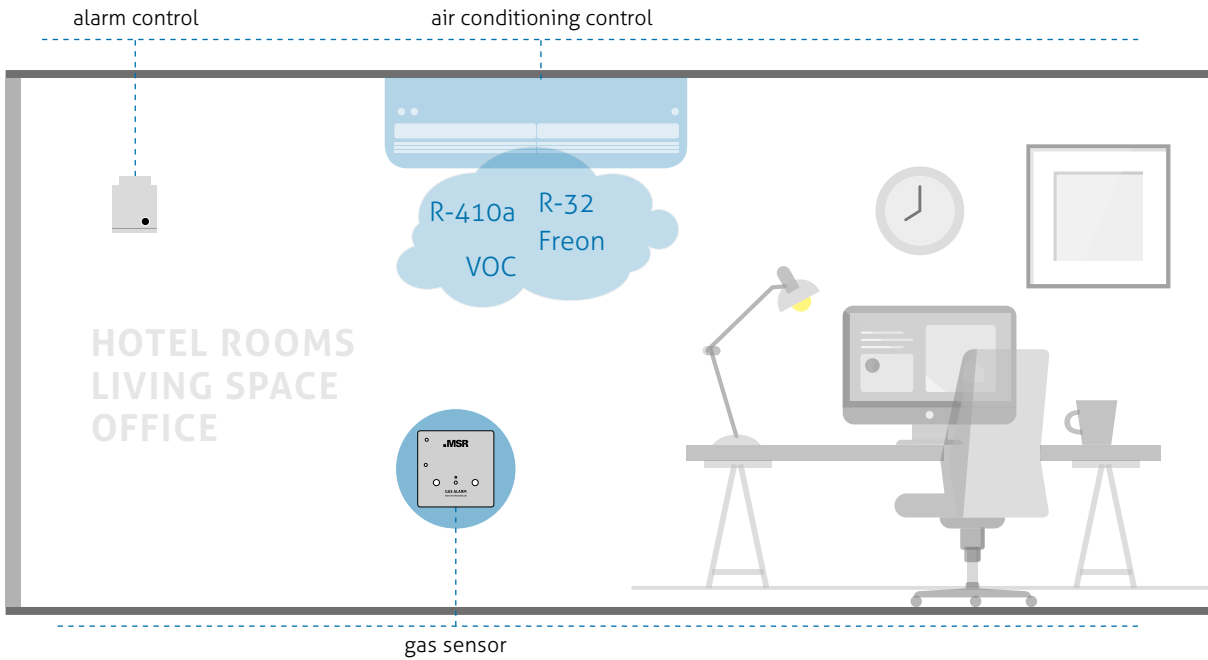 alarm control
air conditioning control
R-410a
R-32
Freon
VOC
HOTEL ROOMS
LIVING SPACE
OFFICE
.MSR
GAS ALARM
gas sensor